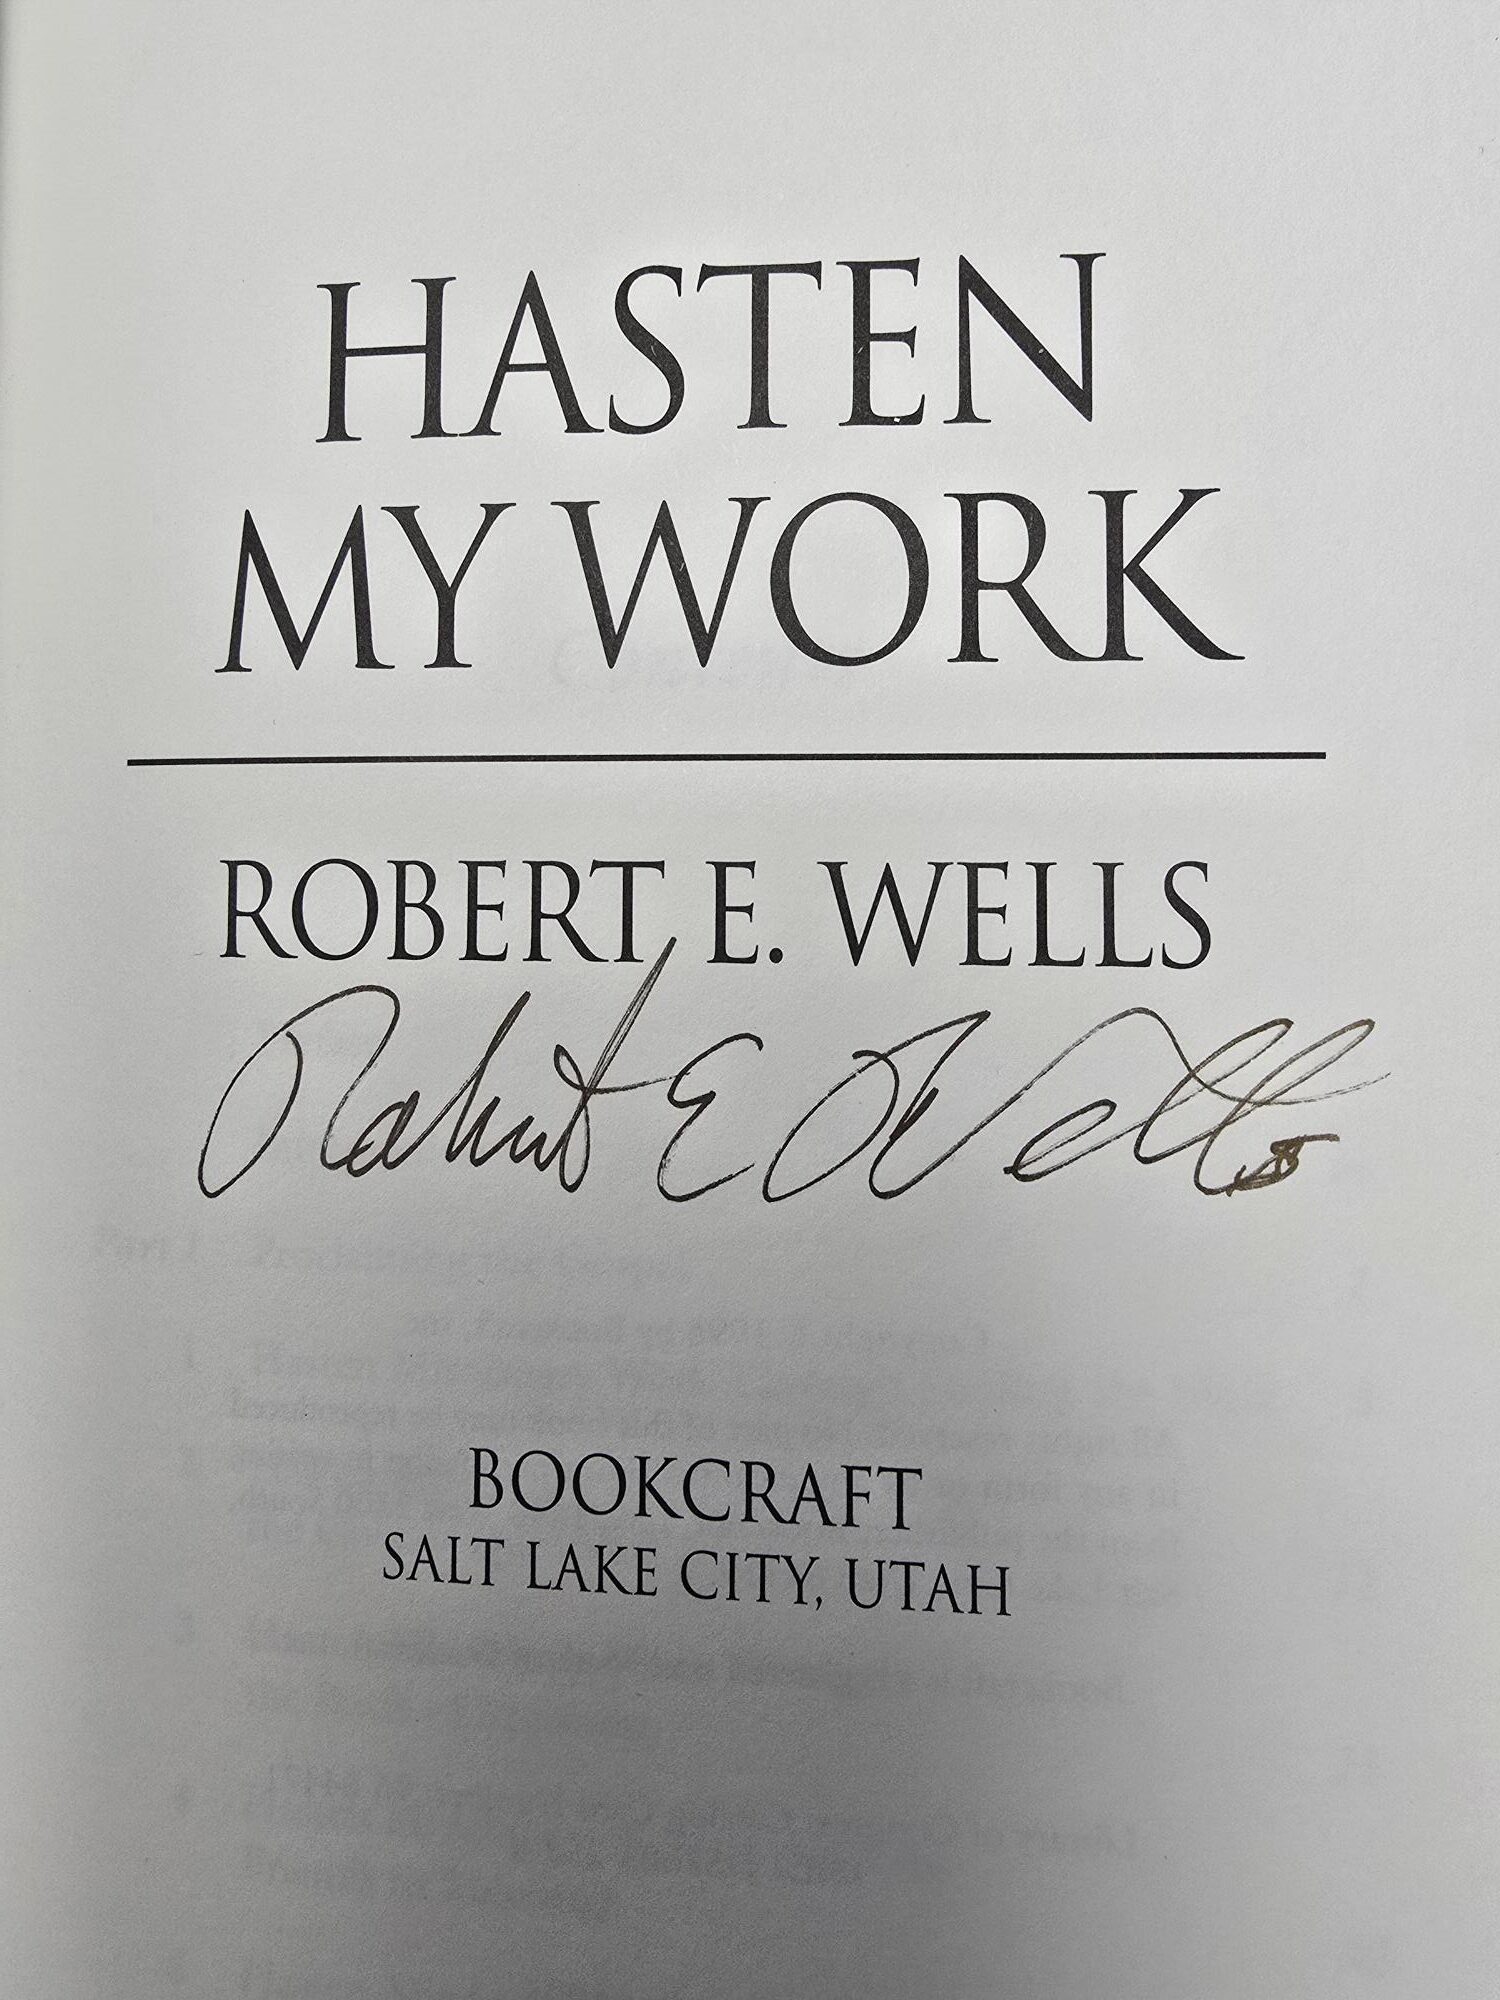 HASTEN
MY WORK
ROBERT E. WELLS
Robert E Wells
BOOKCRAFT
SALT LAKE CITY, UTAH